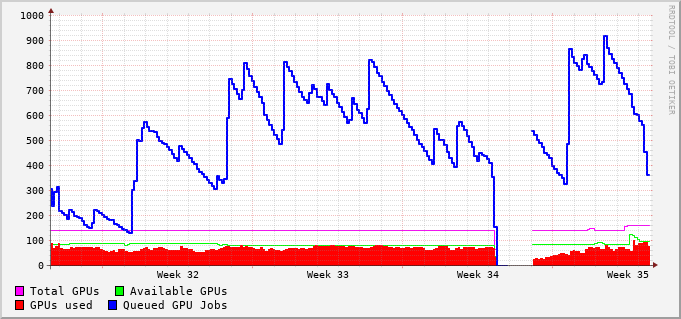 1000
900
800
700
600
500
400
300
200
100
0
Week 32 Week 33 Week 34 Week 35
Total GPUs Available GPUs
GPUs used Queued GPU Jobs
RRDTOOL / TOBI OETIKER